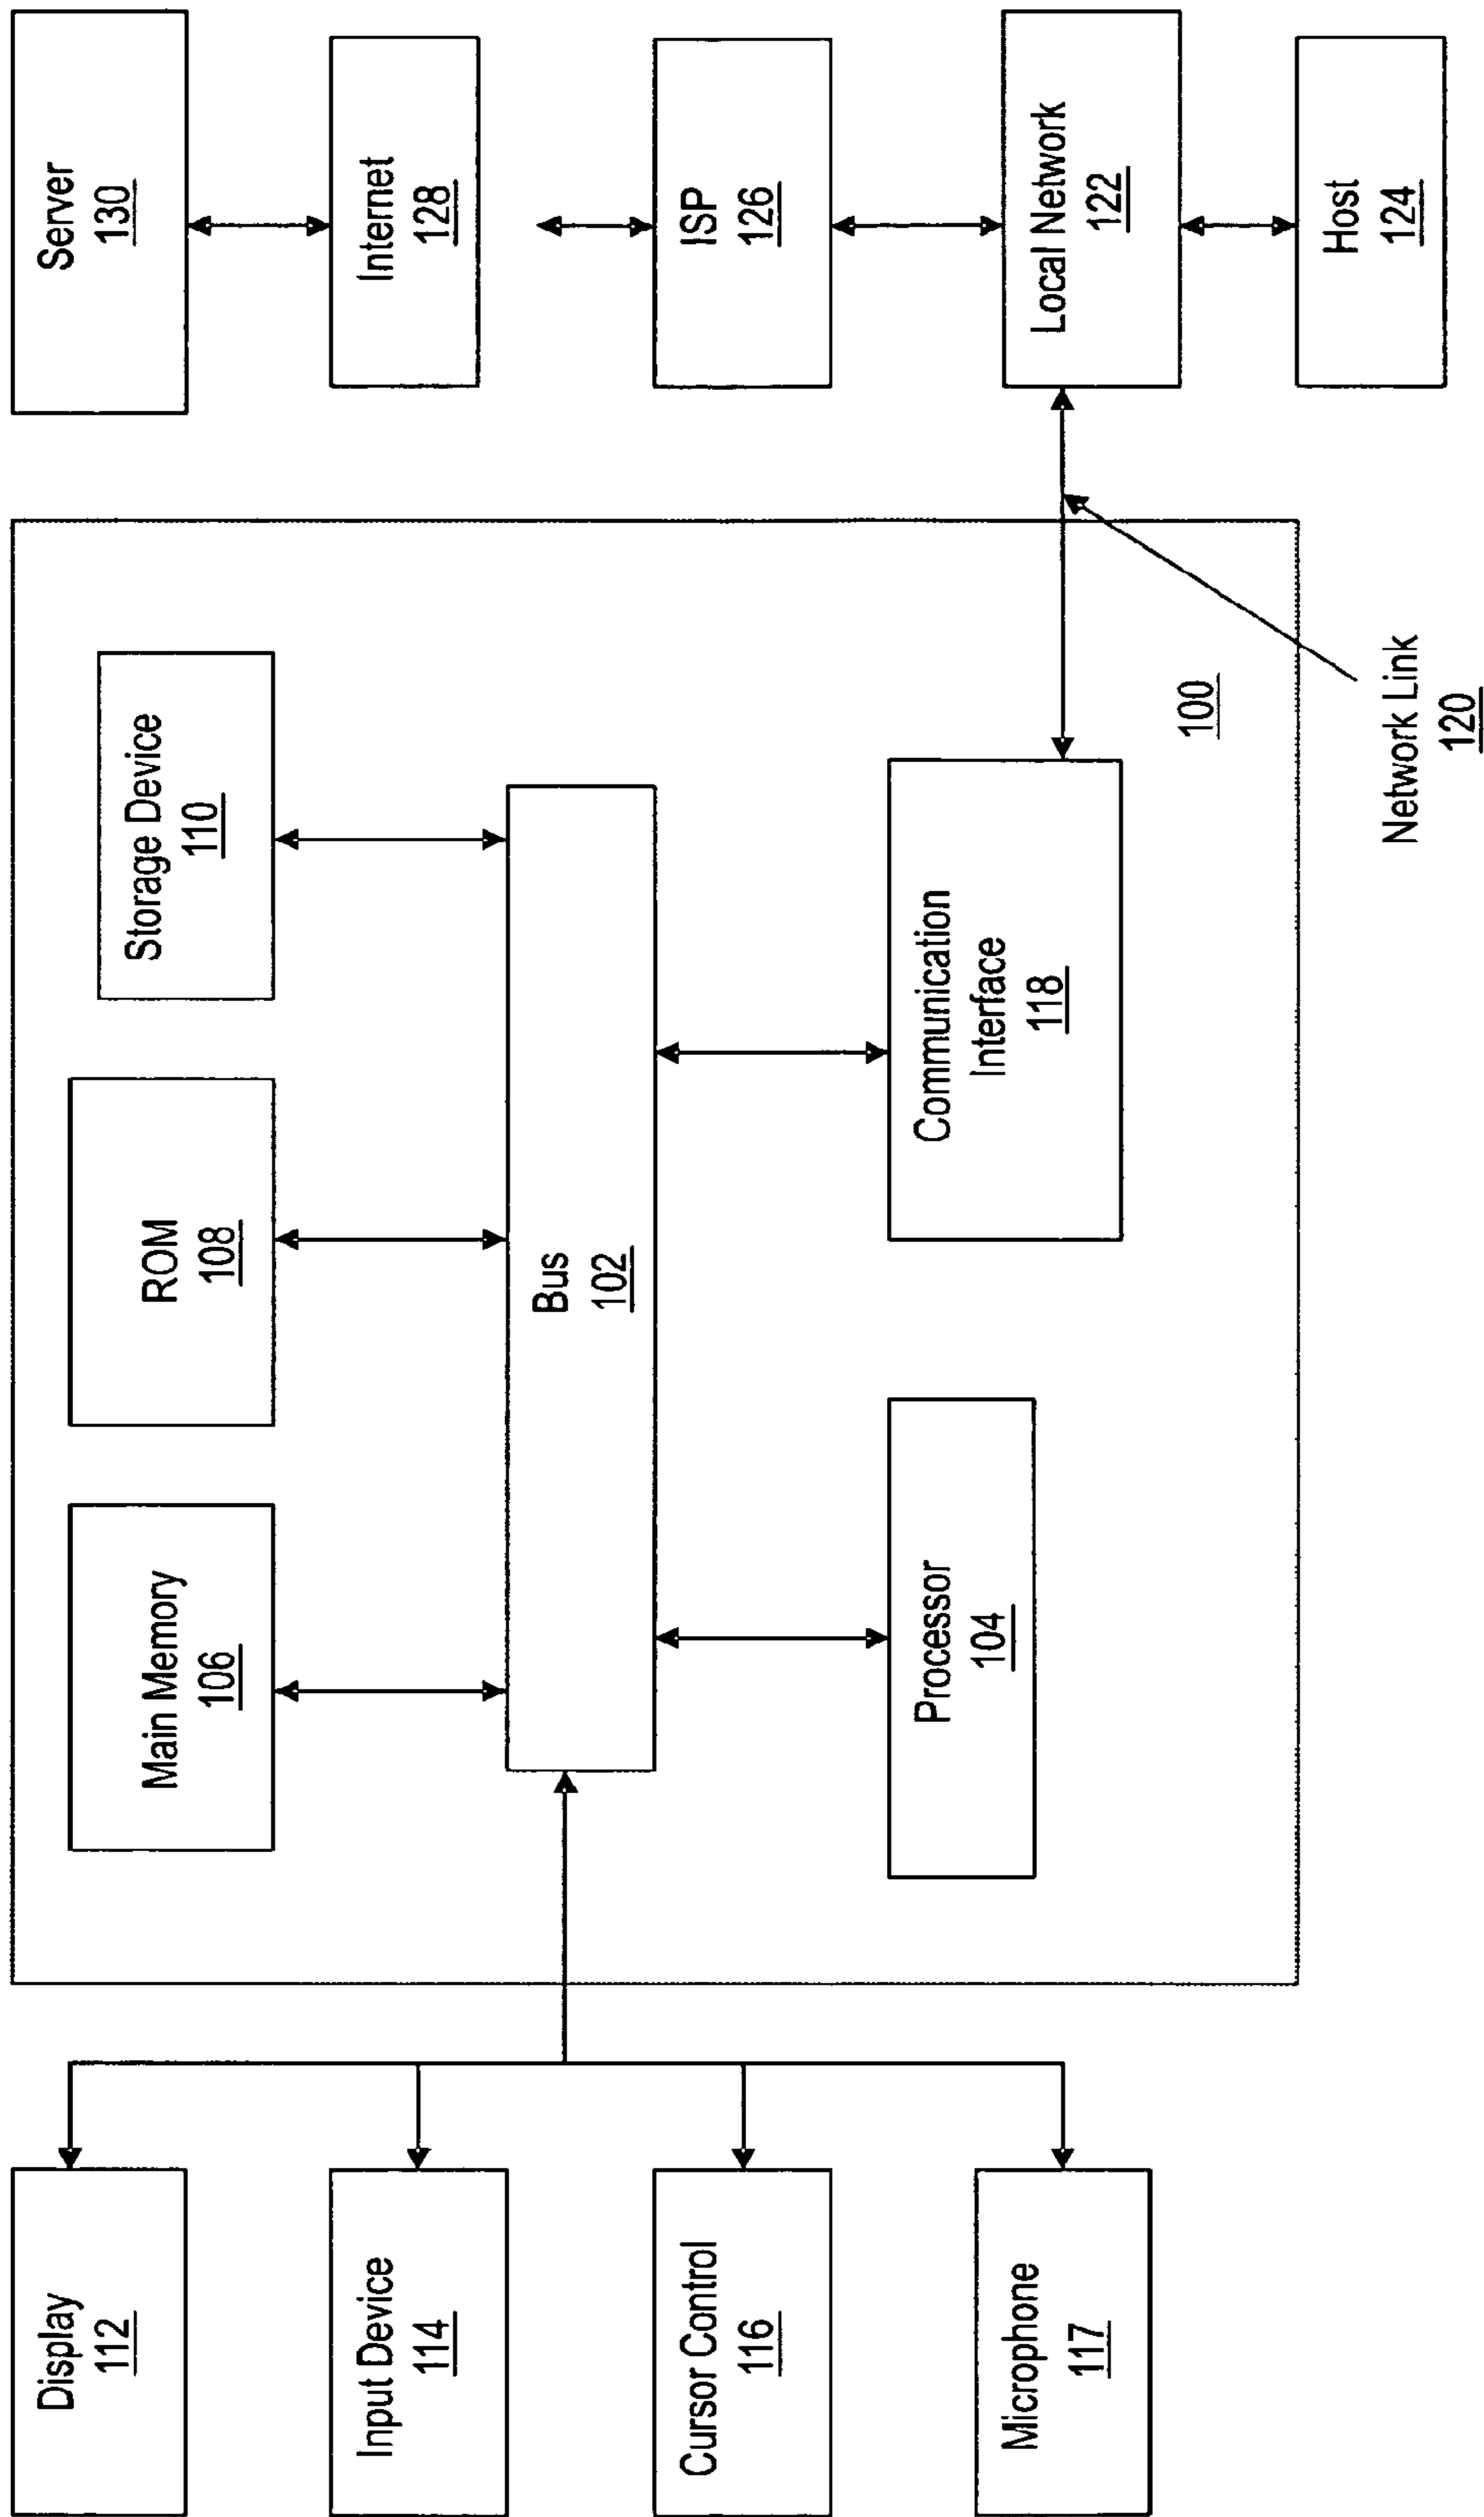 Display
112
Input Device
114
Cursor Control
116
Microphone
117
Main Memory
106
ROM
108
Storage Device
110
Bus
102
Processor
104
Communication
Interface
118
100
Network Link
120
Server
130
Internet
128
ISP
126
Local Network
122
Host
124